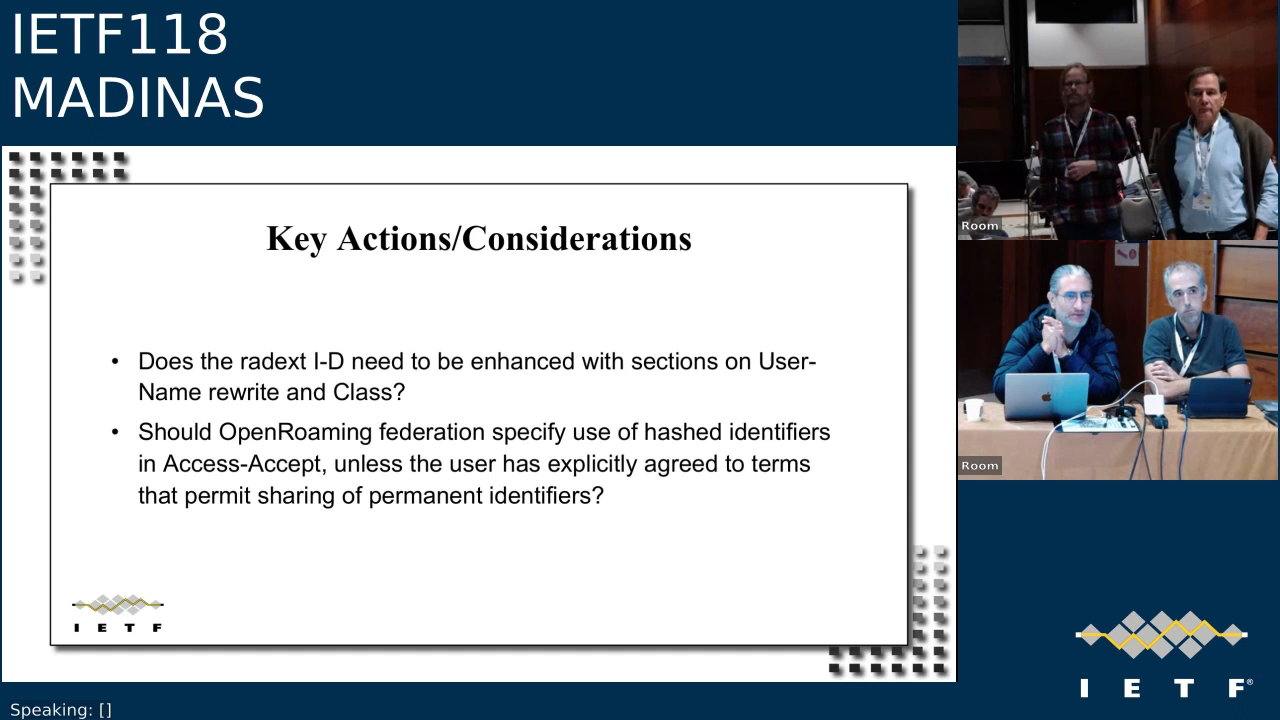 IETF118
MADINAS
Key Actions/Considerations
• Does the radext I-D need to be enhanced with sections on User-
Name rewrite and Class?
• Should OpenRoaming federation specify use of hashed identifiers
in Access-Accept, unless the user has explicitly agreed to terms
that permit sharing of permanent identifiers?
I E T F
Room
Room
I E T F®
Speaking: []